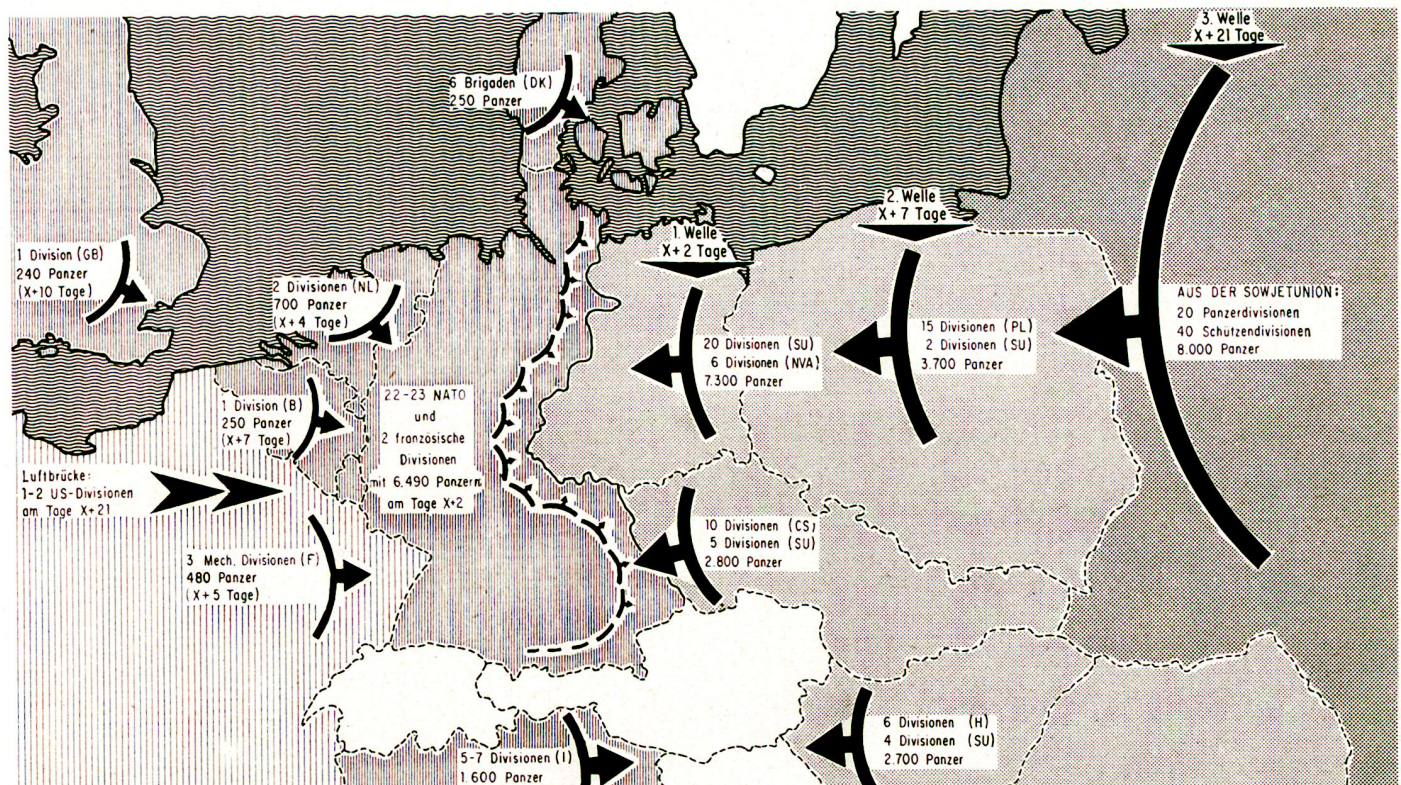 3. Welle
X+21 Tage
6 Brigaden (DK)
250 Panzer
2. Welle
X+7 Tage
1. Welle
X+2 Tage
1 Division (GB)
240 Panzer
(X+10 Tage)
2 Divisionen (NL)
700 Panzer
(X+4 Tage)
AUS DER SOWJETUNION:
20 Panzerdivisionen
40 Schützendivisionen
8.000 Panzer
15 Divisionen (PL)
2 Divisionen (SU)
3.700 Panzer
20 Divisionen (SU)
6 Divisionen (NVA)
7.300 Panzer
1 Division (B)
250 Panzer
(X+7 Tage)
22-23 NATO
und
2 französische
Divisionen
mit 6.490 Panzern
am Tage X+2
Luftbrücke:
1-2 US-Divisionen
am Tage X+21
10 Divisionen (CS)
5 Divisionen (SU)
2.800 Panzer
3 Mech. Divisionen (F)
480 Panzer
(X+5 Tage)
6 Divisionen (H)
4 Divisionen (SU)
2.700 Panzer
5-7 Divisionen (I)
1.600 Panzer